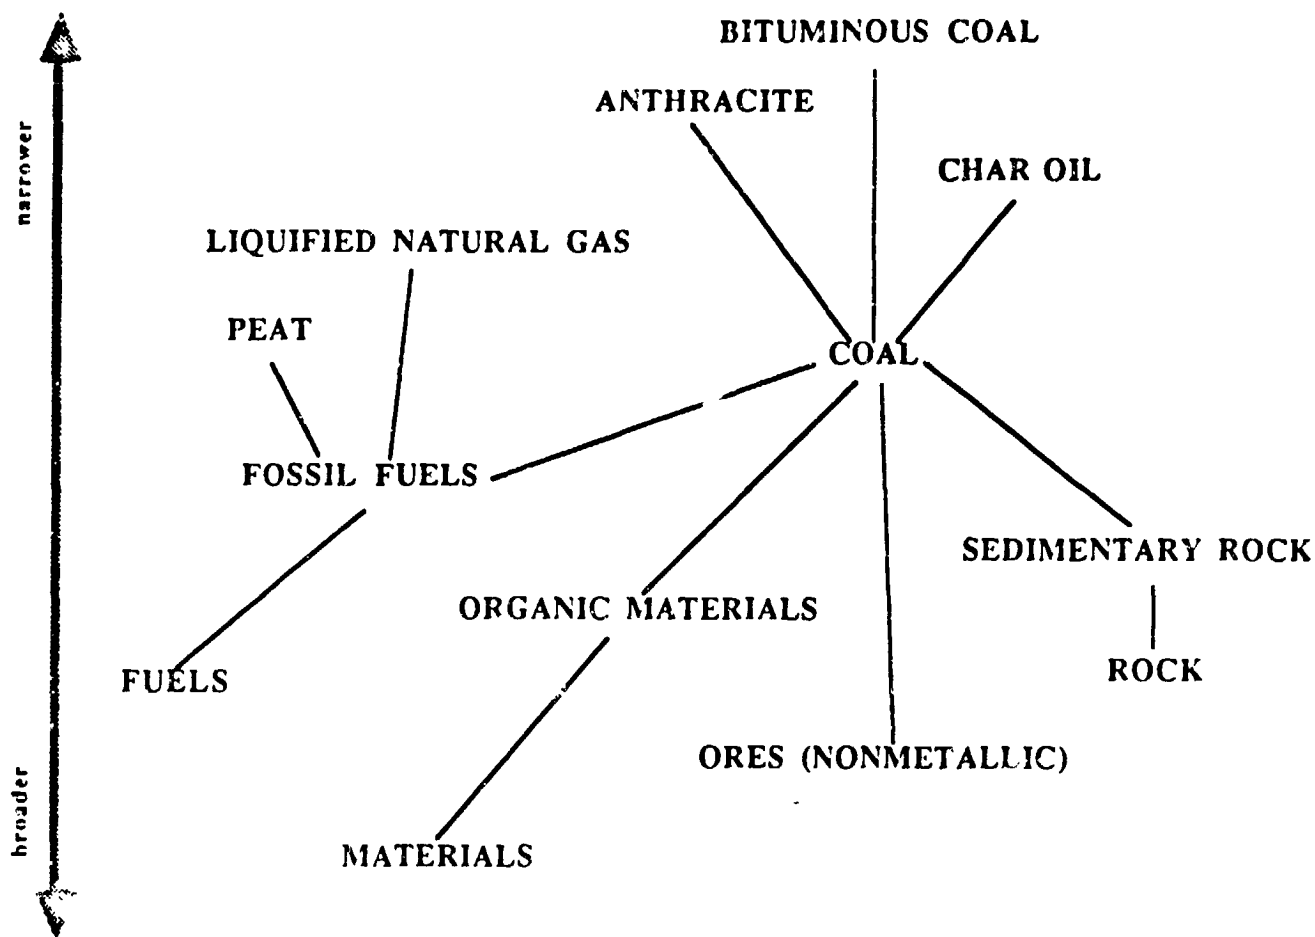 BITUMINOUS COAL
ANTHRACITE
CHAR OIL
narrower
LIQUIFIED NATURAL GAS
PEAT
COAL
FOSSIL FUELS
SEDIMENTARY ROCK
ORGANIC MATERIALS
FUELS
ROCK
ORES (NONMETALLIC)
broader
MATERIALS